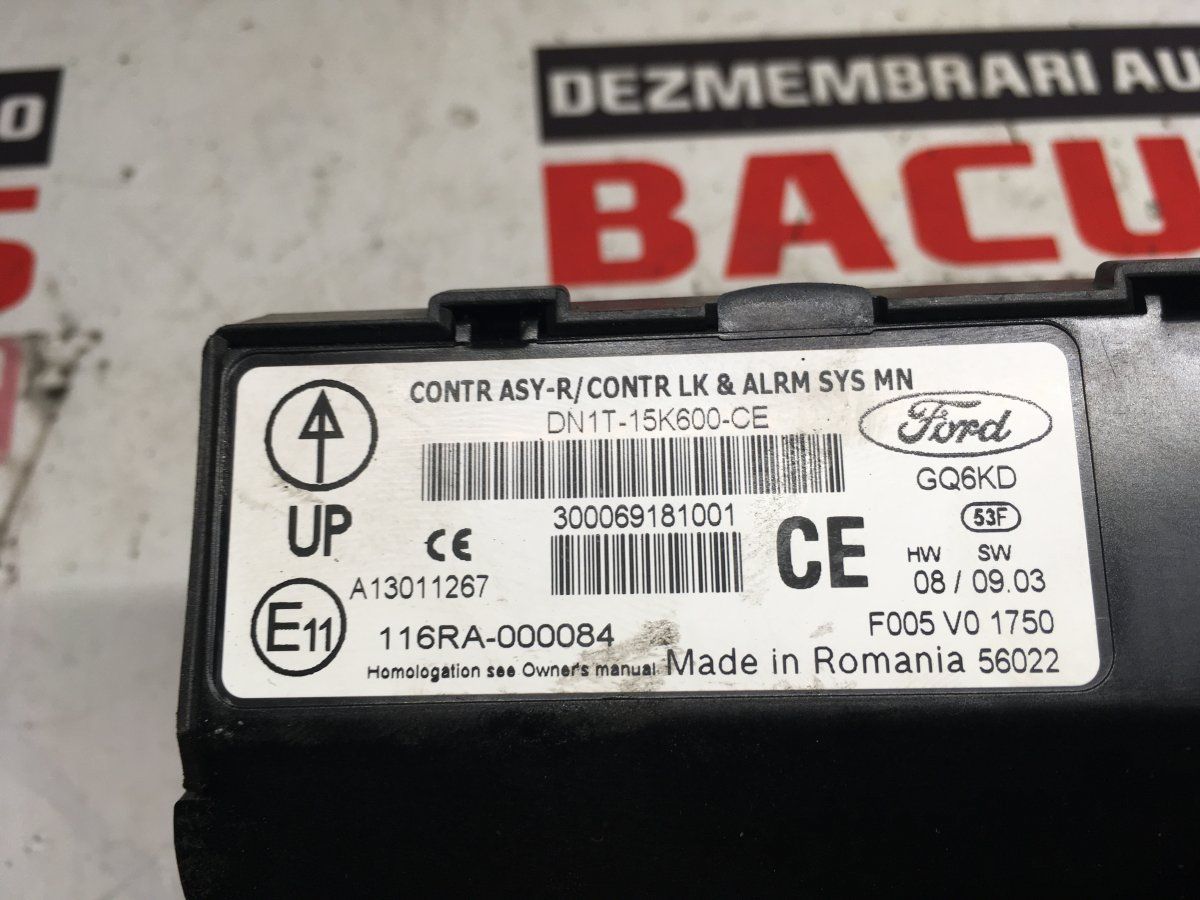 DEZMEMBRARI AU
BACU
CONTR ASY-R/CONTR LK & ALRM SYS MN
DN1T-15K600-CE
Ford
GQ6KD
UP
CE
300069181001
CE
53F
HW SW
08 / 09.03
A13011267
E11
116RA-000084
F005 V0 1750
Homologation see Owner's manual
Made in Romania 56022